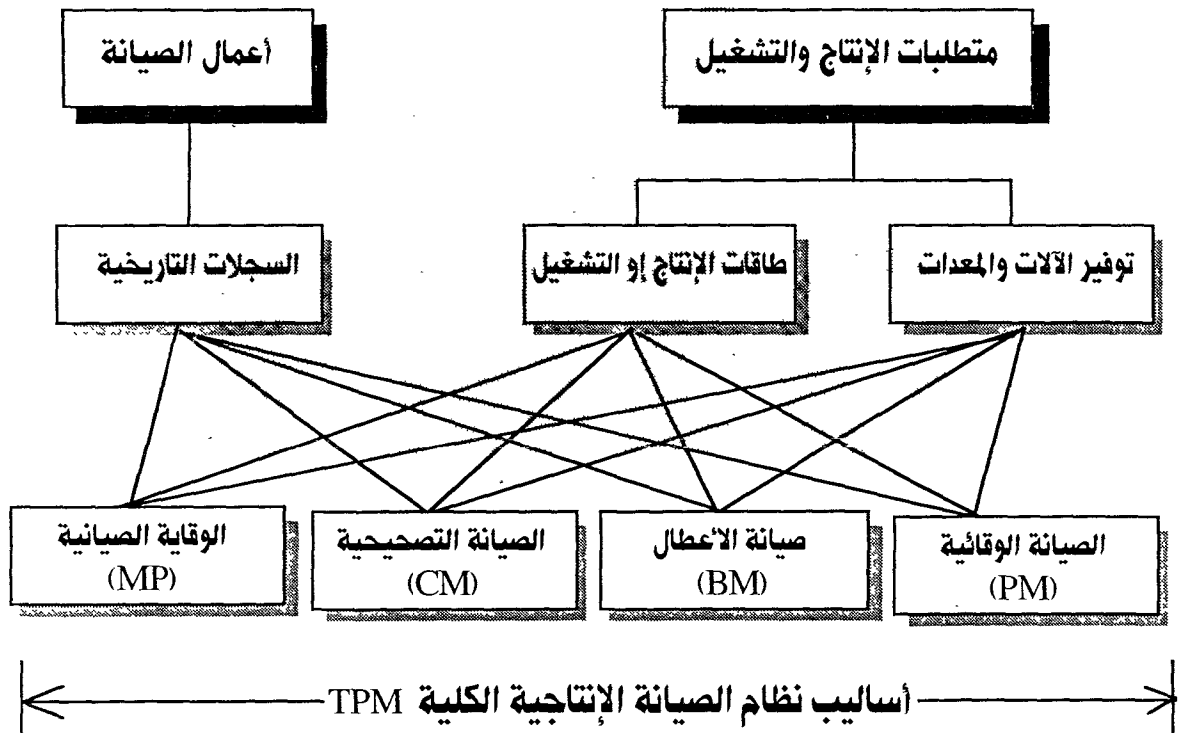 متطلبات الإنتاج والتشغيل
أعمال الصيانة
توفير الآلات والمعدات
طاقات الإنتاج إو التشغيل
السجلات التاريخية
الصيانة الوقائية
(PM)
صيانة الأعطال
(BM)
الصيانة التصحيحية
(CM)
الوقاية الصيانية
(MP)
أساليب نظام الصيانة الإنتاجية الكلية TPM